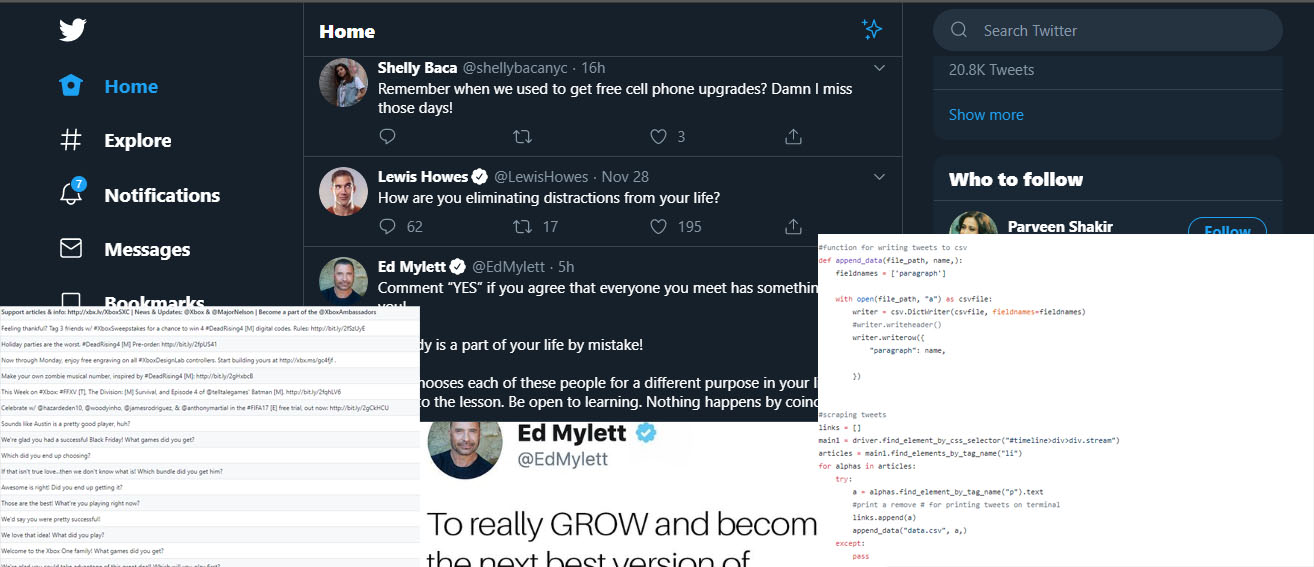 Home
Search Twitter
Shelly Baca @shellybacanyc · 16h
Remember when we used to get free cell phone upgrades? Damn I miss
those days!
3
20.8K Tweets
Show more
Home
Explore
7
Notifications
Messages
Bookmarks
Lewis Howes @LewisHowes · Nov 28
How are you eliminating distractions from your life?
62 17 195
Who to follow
Parveen Shakir
Follow
Ed Mylett @EdMylett · 5h
Comment “YES” if you agree that everyone you meet has somethin
you!
dy is a part of your life by mistake!
hooses each of these people for a different purpose in your li
o the lesson. Be open to learning. Nothing happens by coinc
Support articles & info: http://xbx.lv/XboxSXC | News & Updates: @Xbox & @MajorNelson | Become a part of the @XboxAmbassadors
Feeling thankful? Tag 3 friends w/ #XboxSweepstakes for a chance to win 4 #DeadRising4 [M] digital codes. Rules: http://bit.ly/2fSzUyE
Holiday parties are the worst. #DeadRising4 [M] Pre-order: http://bit.ly/2fpUS41
Now through Monday, enjoy free engraving on all #XboxDesignLab controllers. Start building yours at http://xbx.ms/gc4fjf .
Make your own zombie musical number, inspired by #DeadRising4 [M]: http://bit.ly/2gHxbcB
This Week on #Xbox: #FFXV [T], The Division: [M] Survival, and Episode 4 of @telltalegames' Batman [M]. http://bit.ly/2fqhLV6
Celebrate w/ @hazardeden10, @woodyinho, @jamesrodriguez, & @anthonymartial in the #FIFA17 [E] free trial, out now: http://bit.ly/2gCkHCU
Sounds like Austin is a pretty good player, huh?
We're glad you had a successful Black Friday! What games did you get?
Which did you end up choosing?
If that isn't true love...then we don't know what is! Which bundle did you get him?
Awesome is right! Did you end up getting it?
Those are the best! What're you playing right now?
We'd say you were pretty successful!
We love that idea! What did you play?
Welcome to the Xbox One family! What games did you get?
Ed Mylett
@EdMylett
To really GROW and becom
the next best version of
#function for writing tweets to csv
def append_data(file_path, name,):
fieldnames = ['paragraph']
with open(file_path, "a") as csvfile:
writer = csv.DictWriter(csvfile, fieldnames=fieldnames)
#writer.writeheader()
writer.writerow({
"paragraph": name,
})
#scraping tweets
links = []
main1 = driver.find_element_by_css_selector("#timeline>div>div.stream")
articles = main1.find_elements_by_tag_name("li")
for alphas in articles:
try:
a = alphas.find_element_by_tag_name("p").text
#print a remove # for printing tweets on terminal
links.append(a)
append_data("data.csv", a,)
except:
pass